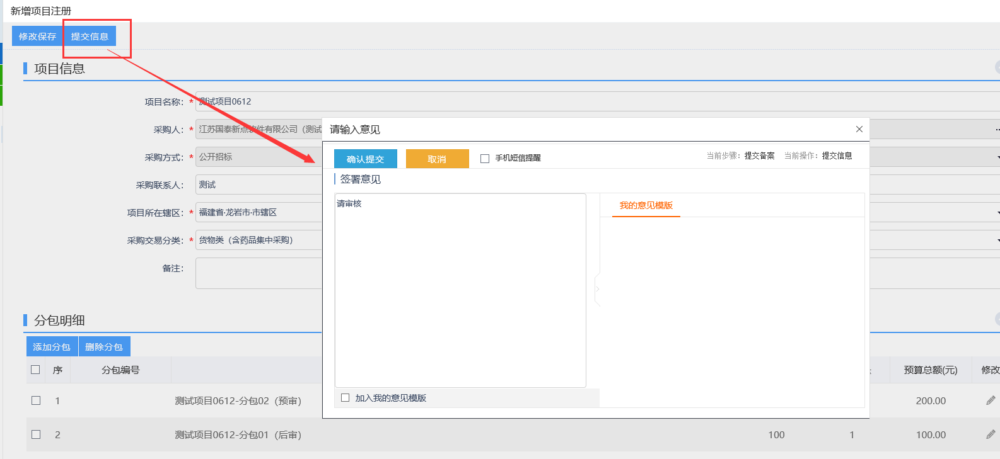 新增项目注册
修改保存 提交信息
项目信息
项目名称: * 测试项目0612
采购人: * 江苏国泰新点软件有限公司（测试
采购方式: * 公开招标
采购联系人: 测试
项目所在辖区: * 福建省·龙岩市·市辖区
采购交易分类: * 货物类（含药品集中采购）
备注:
请输入意见
确认提交 取消 手机短信提醒 当前步骤: 提交备案 当前操作: 提交信息
签署意见
请审核
我的意见模版
加入我的意见模版
分包明细
添加分包 删除分包
序 分包编号 预算总额(元) 修改
1 测试项目0612-分包02（预审） 200.00
2 测试项目0612-分包01（后审） 100 1 100.00